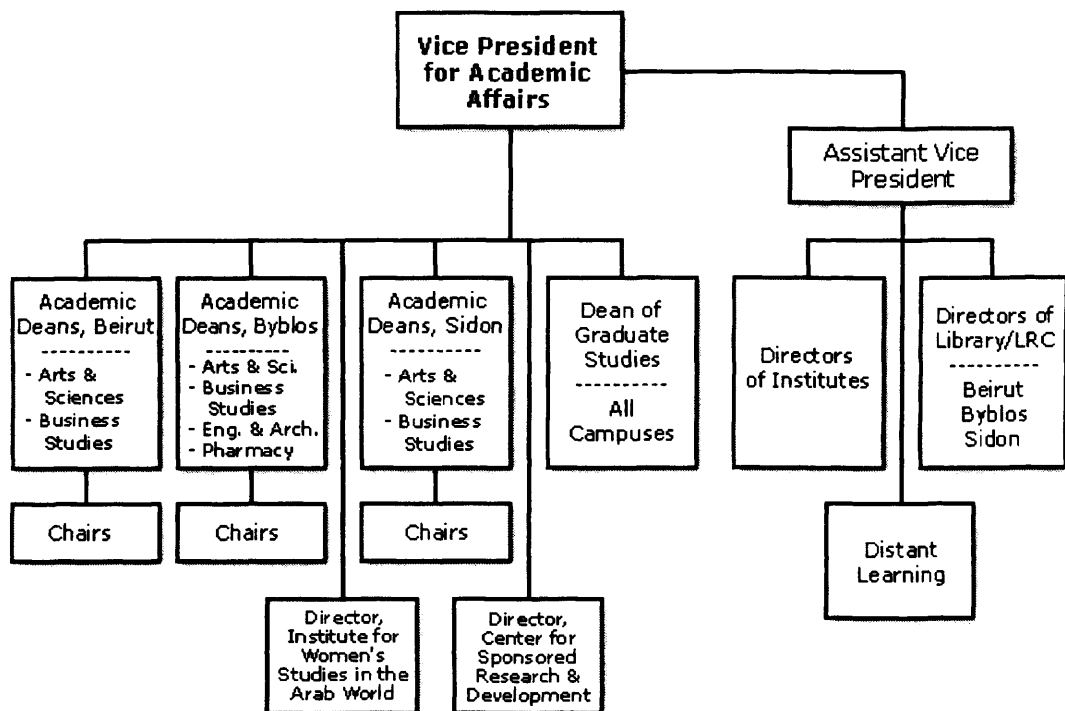 Vice President
for Academic
Affairs
Assistant Vice
President
Academic
Deans, Beirut
- Arts &
Sciences
- Business
Studies
Academic
Deans, Byblos
- Arts & Sci.
- Business
Studies
- Eng. & Arch.
- Pharmacy
Academic
Deans, Sidon
- Arts &
Sciences
- Business
Studies
Dean of
Graduate
Studies
All
Campuses
Directors
of Institutes
Directors of
Library/LRC
Beirut
Byblos
Sidon
Chairs
Chairs
Chairs
Distant
Learning
Director,
Institute for
Women's
Studies in the
Arab World
Director,
Center for
Sponsored
Research &
Development